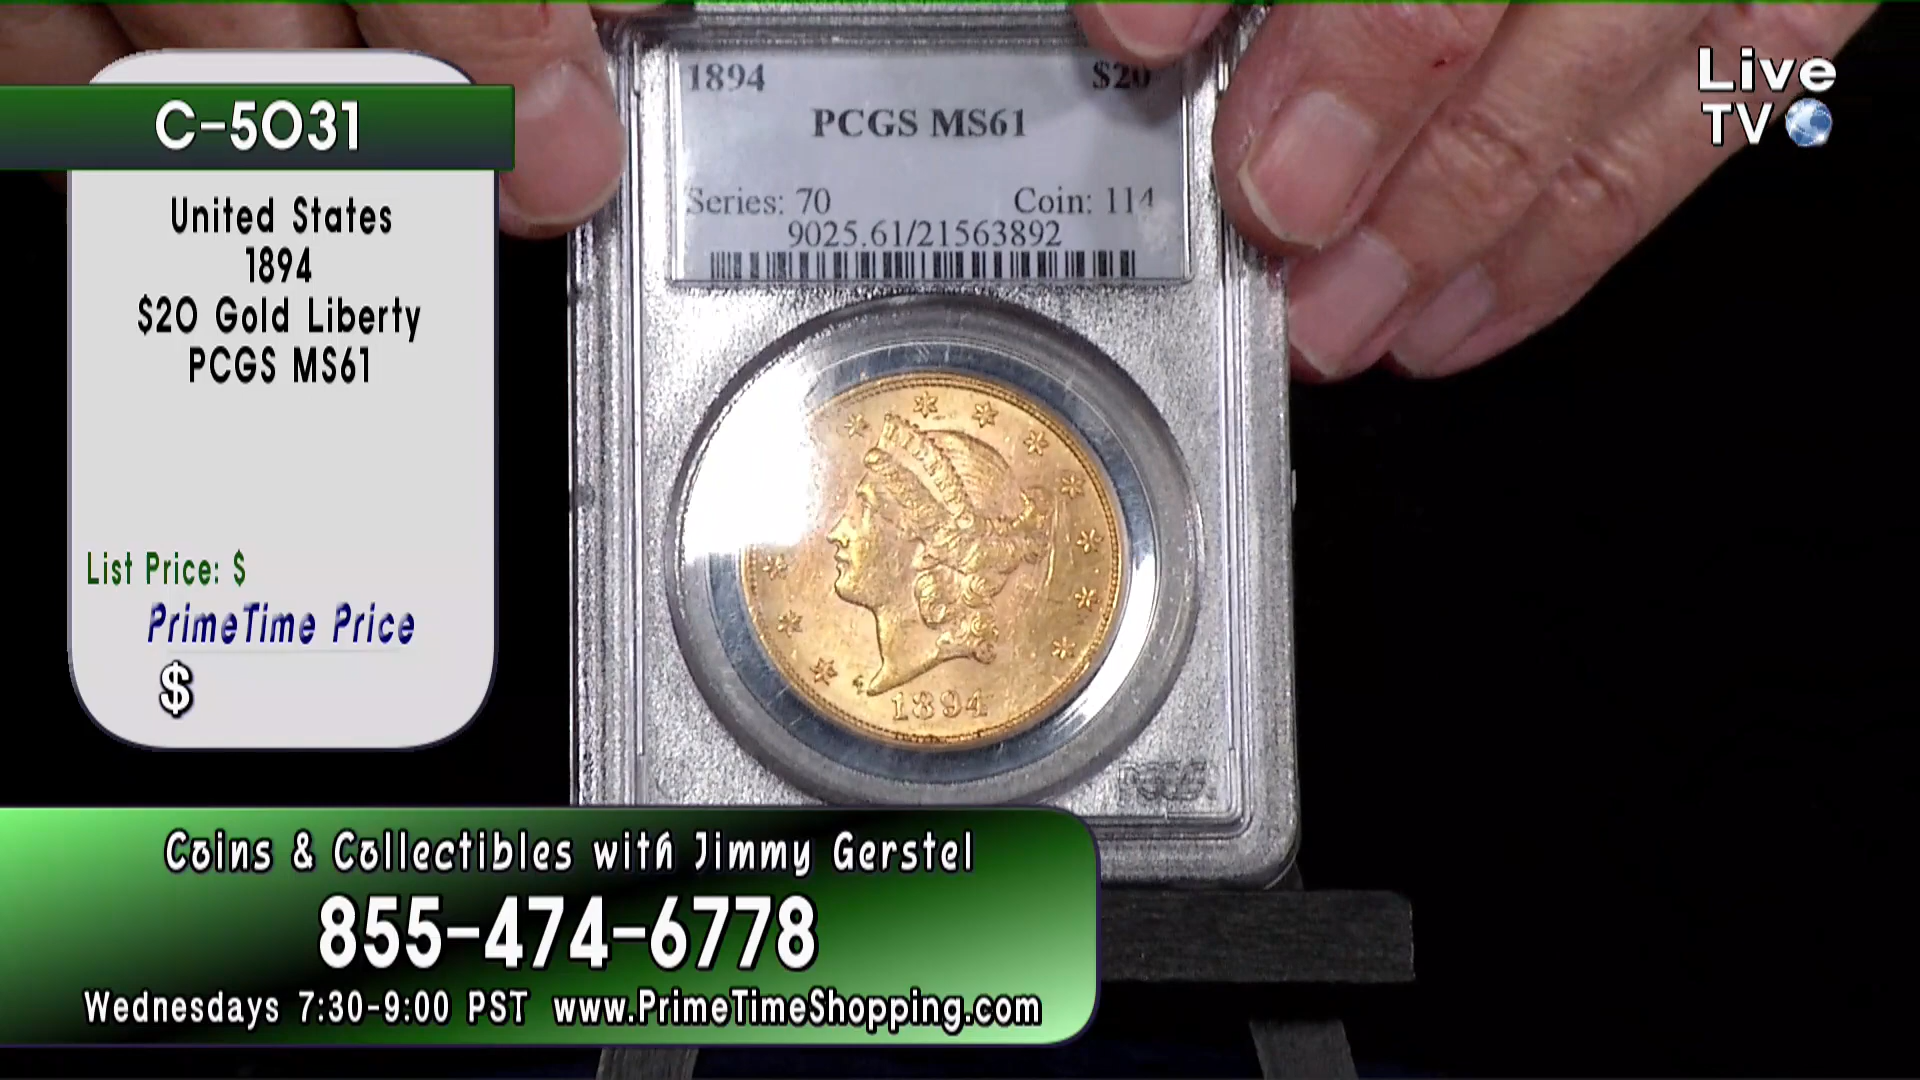 C-5031
United States
1894
$20 Gold Liberty
PCGS MS61
List Price: $
PrimeTime Price
$
Live
TV
1894 $20
PCGS MS61
Series: 70 Coin: 114
9025.61/21563892
1894
PCGS
Coins & Collectibles with Jimmy Gerstel
855-474-6778
Wednesdays 7:30-9:00 PST www.PrimeTimeShopping.com